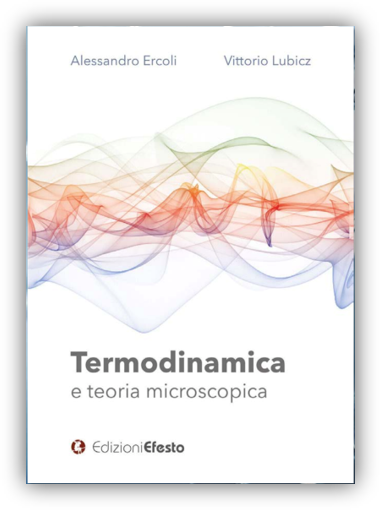 Alessandro Ercoli Vittorio Lubicz
Termodinamica
e teoria microscopica
EdizioniEfesto